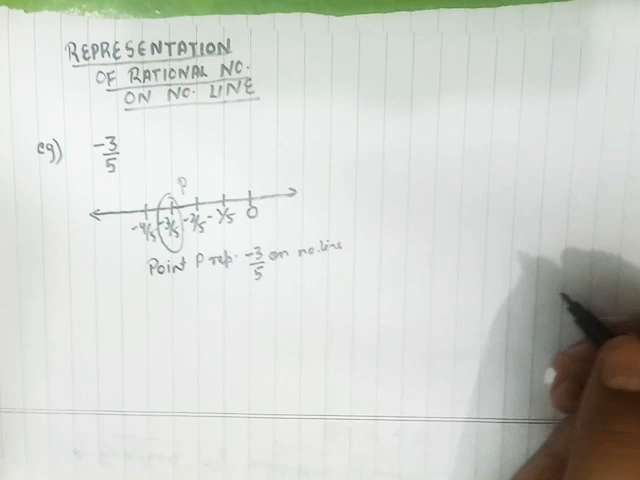 REPRESENTATION
OF RATIONAL NO.
ON NO. LINE
eg) -3/5
P
-4/5 -3/5 -2/5 -1/5 0
Point P rep. -3/5 on no. line